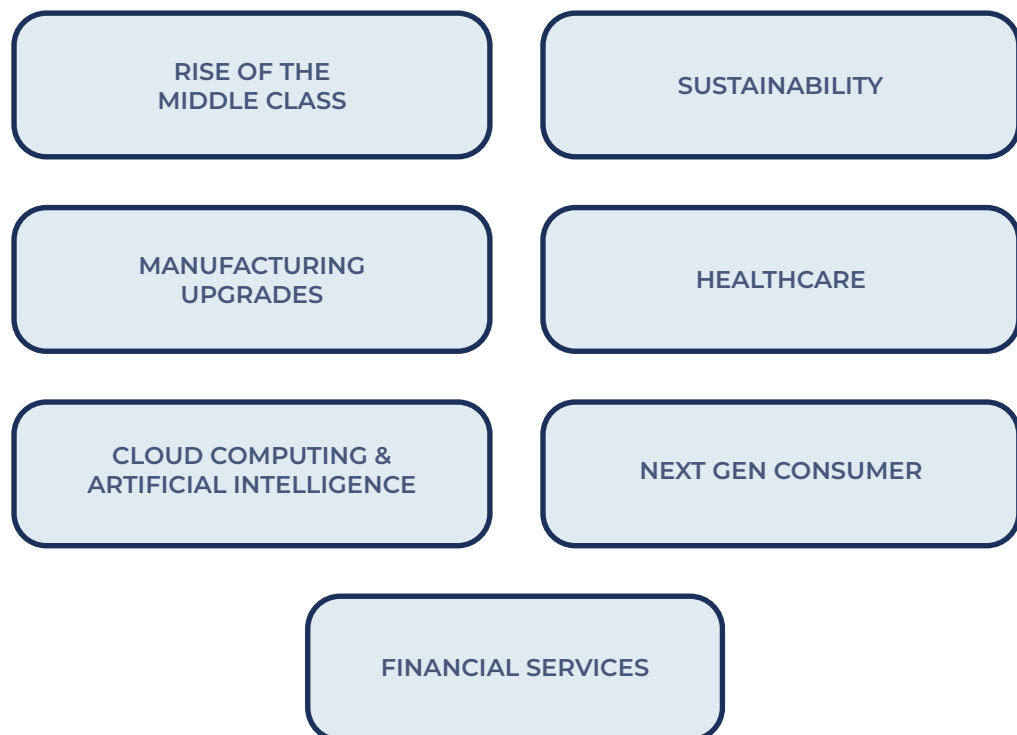 RISE OF THE
MIDDLE CLASS
SUSTAINABILITY
MANUFACTURING
UPGRADES
HEALTHCARE
CLOUD COMPUTING &
ARTIFICIAL INTELLIGENCE
NEXT GEN CONSUMER
FINANCIAL SERVICES